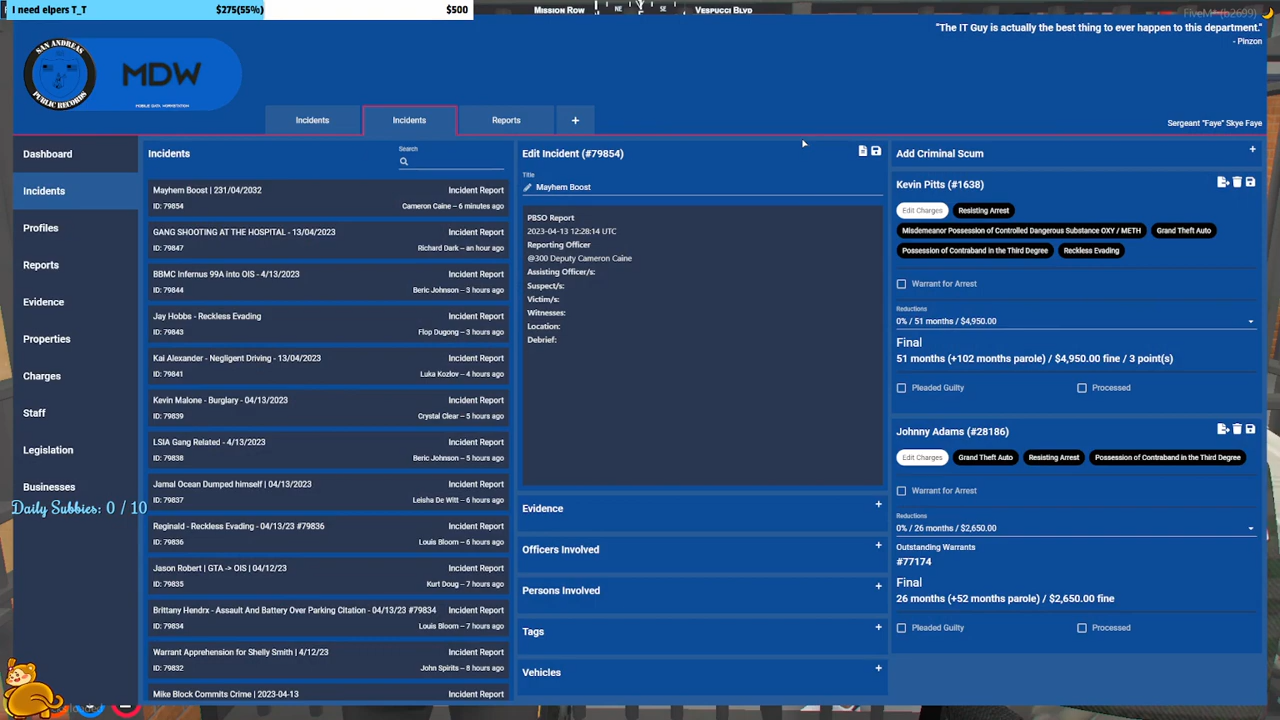 I need elpers T_T
$275(55%)
$500
Mission Row
NE
SE
Vespucci Blvd
FiveM* (b2699)
"The IT Guy is actually the best thing to ever happen to this department."
- Pinzon
SAN ANDREAS
PUBLIC RECORDS
MDW
MOBILE DATA WORKSTATION
Incidents
Incidents
Reports
+
Sergeant "Faye" Skye Faye
Dashboard
Incidents
Profiles
Reports
Evidence
Properties
Charges
Staff
Legislation
Businesses
Daily Subbies: 0 / 10
Incidents
Search
Mayhem Boost | 231/04/2032 Incident Report
ID: 79854 Cameron Caine – 6 minutes ago
GANG SHOOTING AT THE HOSPITAL - 13/04/2023 Incident Report
ID: 79847 Richard Dark – an hour ago
BBMC Infernus 99A into OIS - 4/13/2023 Incident Report
ID: 79844 Beric Johnson – 3 hours ago
Jay Hobbs - Reckless Evading Incident Report
ID: 79843 Flop Dugong – 3 hours ago
Kai Alexander - Negligent Driving - 13/04/2023 Incident Report
ID: 79841 Luka Kozlov – 4 hours ago
Kevin Malone - Burglary - 04/13/2023 Incident Report
ID: 79839 Crystal Clear – 5 hours ago
LSIA Gang Related - 4/13/2023 Incident Report
ID: 79838 Beric Johnson – 5 hours ago
Jamal Ocean Dumped himself | 04/13/2023 Incident Report
ID: 79837 Leisha De Witt – 6 hours ago
Reginald - Reckless Evading - 04/13/23 #79836 Incident Report
ID: 79836 Louis Bloom – 6 hours ago
Jason Robert | GTA -> OIS | 04/12/23 Incident Report
ID: 79835 Kurt Doug – 7 hours ago
Brittany Hendrx - Assault And Battery Over Parking Citation - 04/13/23 #79834 Incident Report
ID: 79834 Louis Bloom – 7 hours ago
Warrant Apprehension for Shelly Smith | 4/12/23 Incident Report
ID: 79832 John Spirits – 8 hours ago
Mike Block Commits Crime | 2023-04-13 Incident Report
Edit Incident (#79854)
Title
Mayhem Boost
PBSO Report
2023-04-13 12:28:14 UTC
Reporting Officer
@300 Deputy Cameron Caine
Assisting Officer/s:
Suspect/s:
Victim/s:
Witnesses:
Location:
Debrief:
Evidence +
Officers Involved +
Persons Involved +
Tags +
Vehicles +
Add Criminal Scum +
Kevin Pitts (#1638)
Edit Charges Resisting Arrest
Misdemeanor Possession of Controlled Dangerous Substance OXY / METH Grand Theft Auto
Possession of Contraband in the Third Degree Reckless Evading
Warrant for Arrest
Reductions
0% / 51 months / $4,950.00
Final
51 months (+102 months parole) / $4,950.00 fine / 3 point(s)
Pleaded Guilty Processed
Johnny Adams (#28186)
Edit Charges Grand Theft Auto Resisting Arrest Possession of Contraband in the Third Degree
Warrant for Arrest
Reductions
0% / 26 months / $2,650.00
Outstanding Warrants
#77174
Final
26 months (+52 months parole) / $2,650.00 fine
Pleaded Guilty Processed